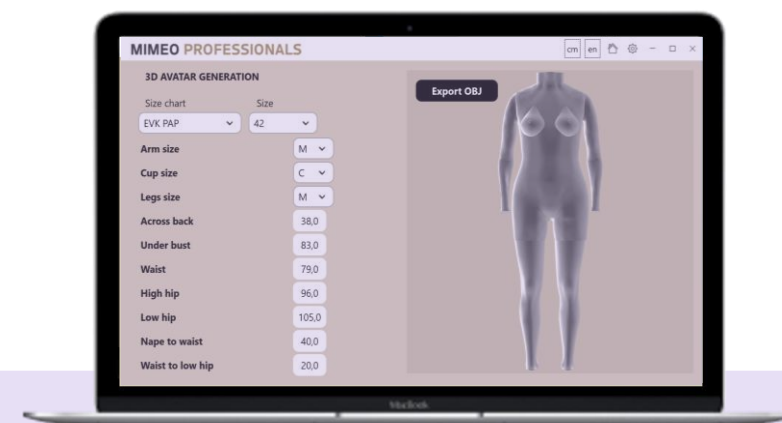 MIMEO PROFESSIONALS
cm en
3D AVATAR GENERATION
Size chart Size
EVK PAP 42
Arm size M
Cup size C
Legs size M
Across back 38,0
Under bust 83,0
Waist 79,0
High hip 96,0
Low hip 105,0
Nape to waist 40,0
Waist to low hip 20,0
Export OBJ
MacBook